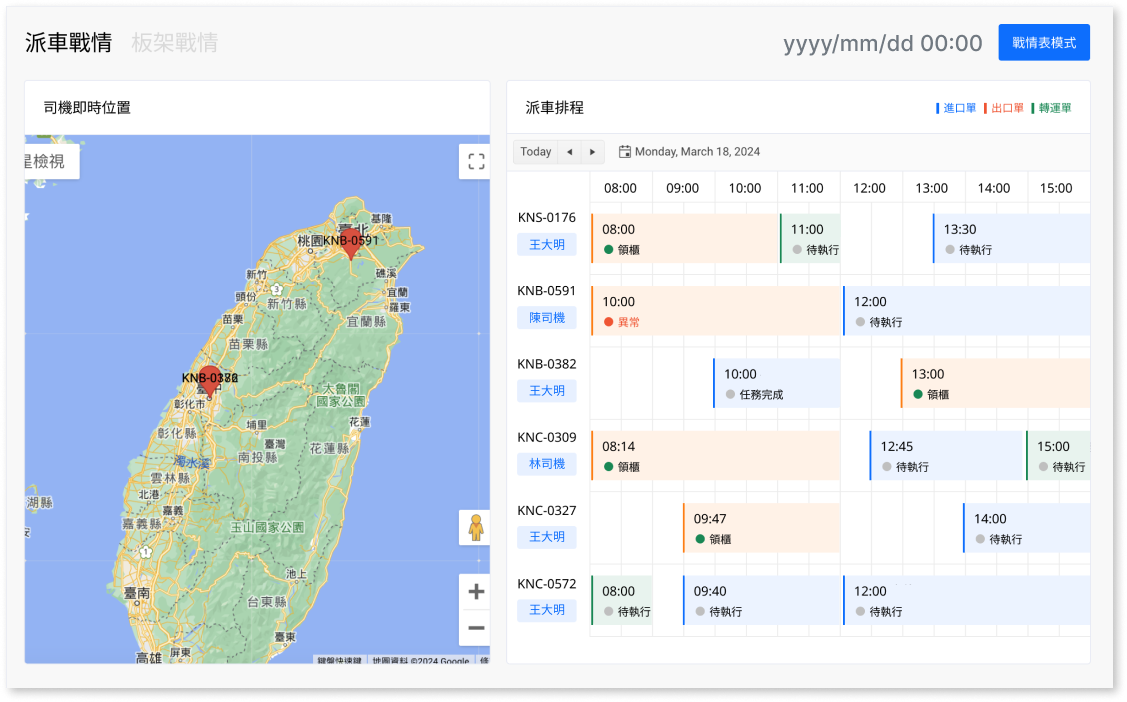 派車戰情 板架戰情 yyyy/mm/dd 00:00 戰情表模式
司機即時位置
星檢視
基隆
臺北
桃園 KNB-0591
礁溪
新竹
宜蘭
頭份 3
新竹縣
羅東
苗栗
宜蘭縣
苗栗縣
彰化市
大魯閣
國家公園
埔里
花蓮
彰化縣
臺灣
花蓮縣
南投縣
濁水溪
雲林縣
北港
湖縣
嘉義
嘉義縣
玉山國家公園
1
池上
臺南
台東縣
臺東
屏東
高雄
鍵盤快速鍵 地圖資料 ©2024 Google
派車排程 進口單 出口單 轉運單
Today Monday, March 18, 2024
08:00 09:00 10:00 11:00 12:00 13:00 14:00 15:00
KNS-0176
王大明
08:00
領櫃
11:00
待執行
13:30
待執行
KNB-0591
陳司機
10:00
異常
12:00
待執行
KNB-0382
王大明
10:00
任務完成
13:00
領櫃
KNC-0309
林司機
08:14
領櫃
12:45
待執行
15:00
待執行
KNC-0327
王大明
09:47
領櫃
14:00
待執行
KNC-0572
王大明
08:00
待執行
09:40
待執行
12:00
待執行